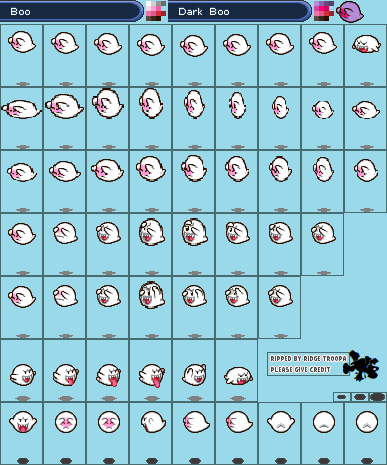 Boo
Dark Boo
RIPPED BY RIDGE TROOPA
PLEASE GIVE CREDIT